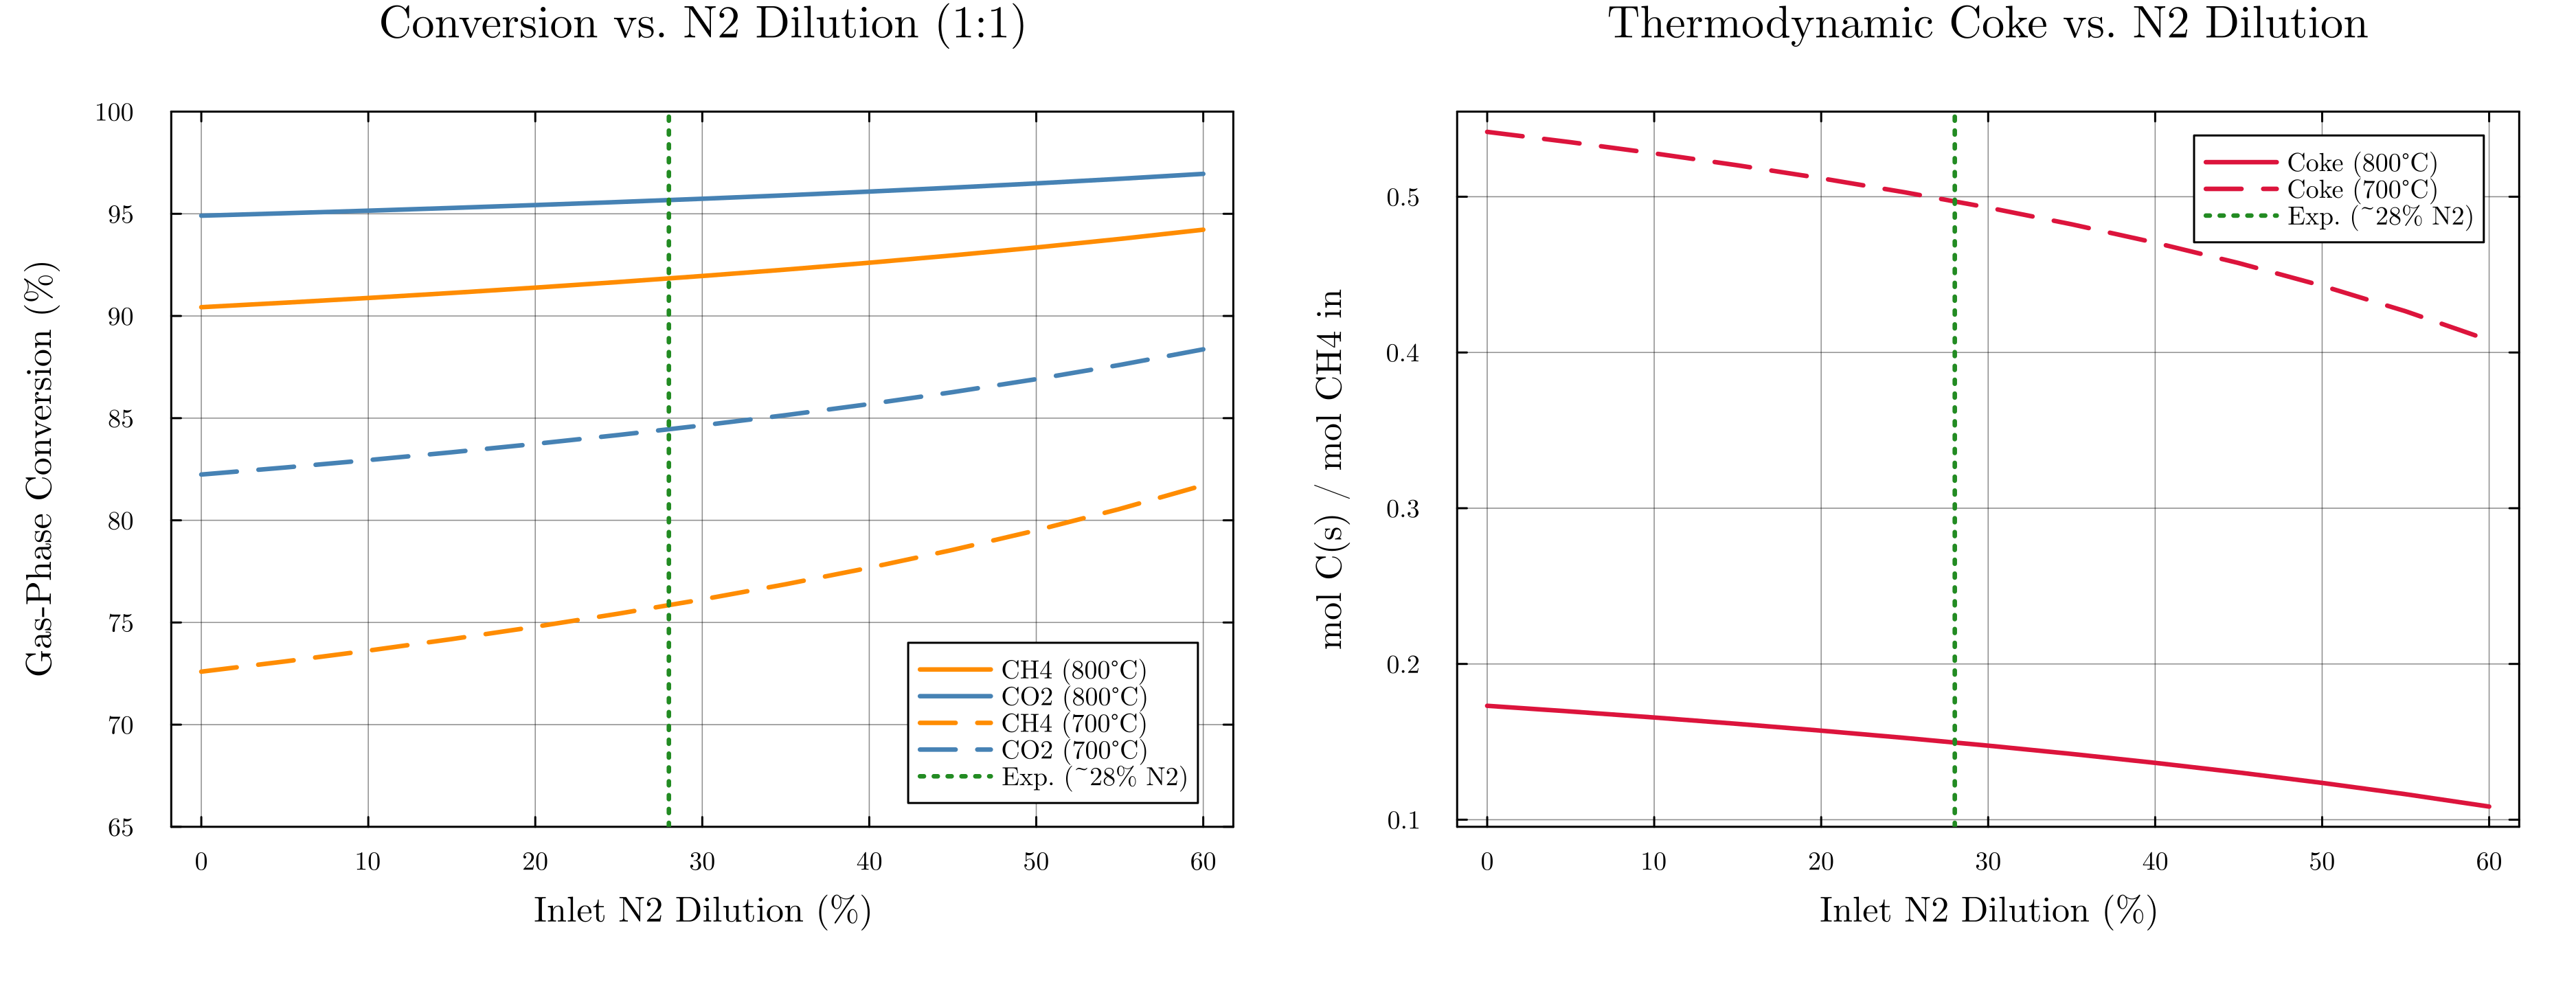 Conversion vs. N2 Dilution (1:1)
Gas-Phase Conversion (%)
100
95
90
85
80
75
70
65
CH4 (800°C)
CO2 (800°C)
CH4 (700°C)
CO2 (700°C)
Exp. (~28% N2)
0 10 20 30 40 50 60
Inlet N2 Dilution (%)
Thermodynamic Coke vs. N2 Dilution
mol C(s) / mol CH4 in
0.5
0.4
0.3
0.2
0.1
Coke (800°C)
Coke (700°C)
Exp. (~28% N2)
0 10 20 30 40 50 60
Inlet N2 Dilution (%)